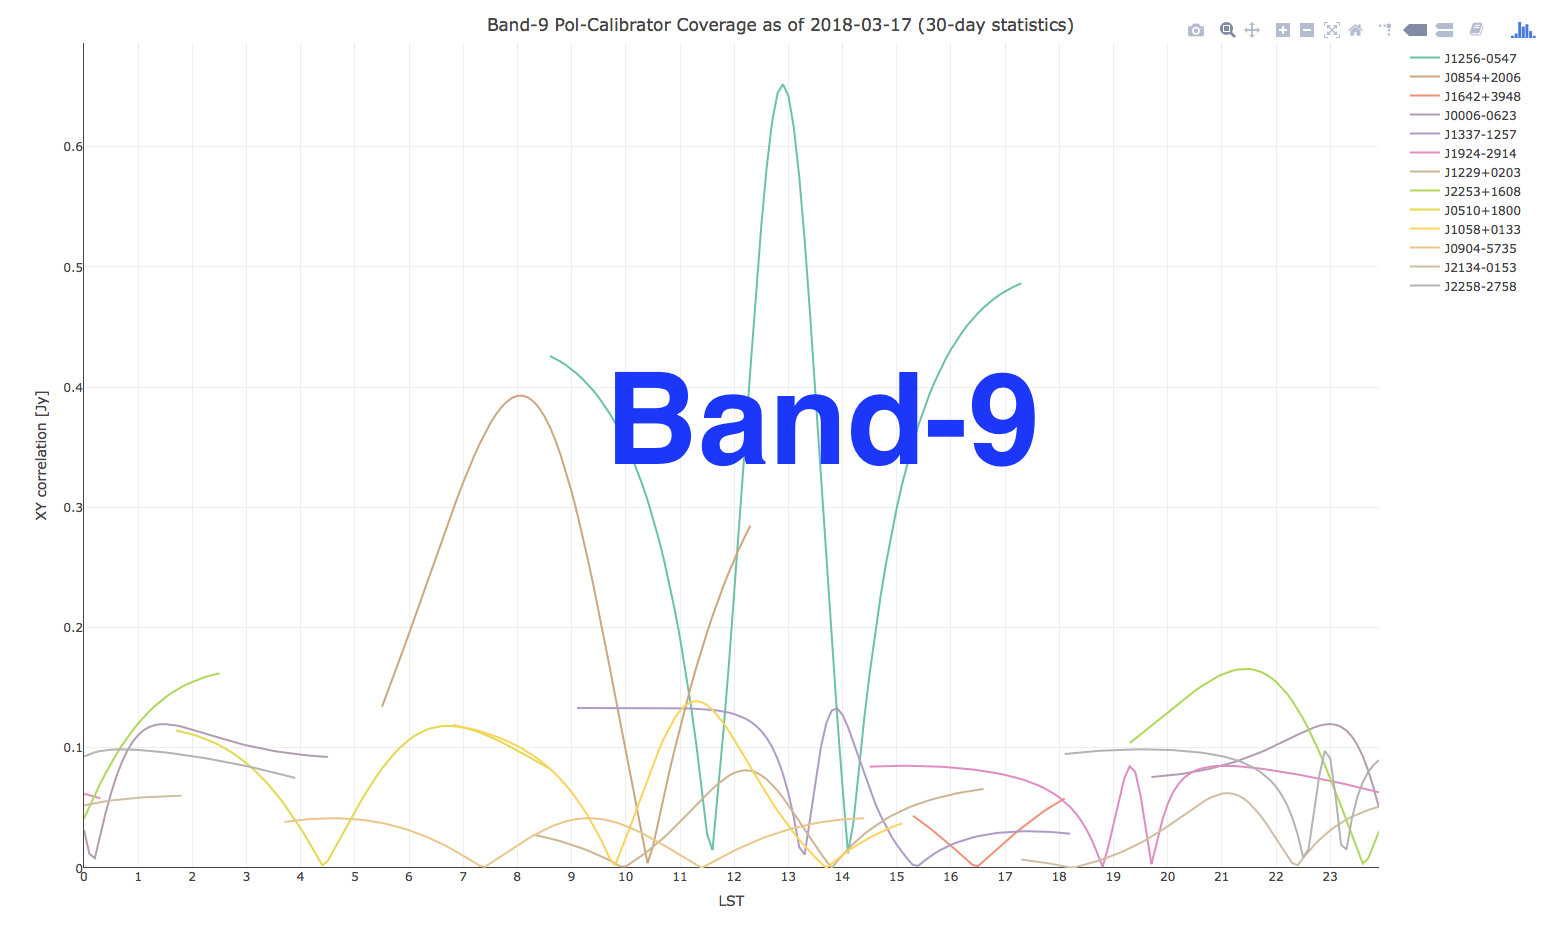 Band-9 Pol-Calibrator Coverage as of 2018-03-17 (30-day statistics)
J1256-0547
J0854+2006
J1642+3948
J0006-0623
J1337-1257
J1924-2914
J1229+0203
J2253+1608
J0510+1800
J1058+0133
J0904-5735
J2134-0153
J2258-2758
0.6
0.5
0.4
0.3
0.2
0.1
0
XY correlation [Jy]
Band-9
0 1 2 3 4 5 6 7 8 9 10 11 12 13 14 15 16 17 18 19 20 21 22 23
LST